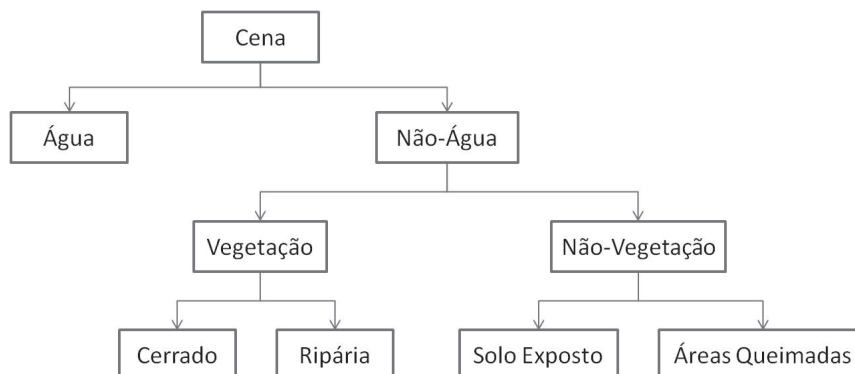 Cena
Água
Não-Água
Vegetação
Não-Vegetação
Cerrado
Ripária
Solo Exposto
Áreas Queimadas